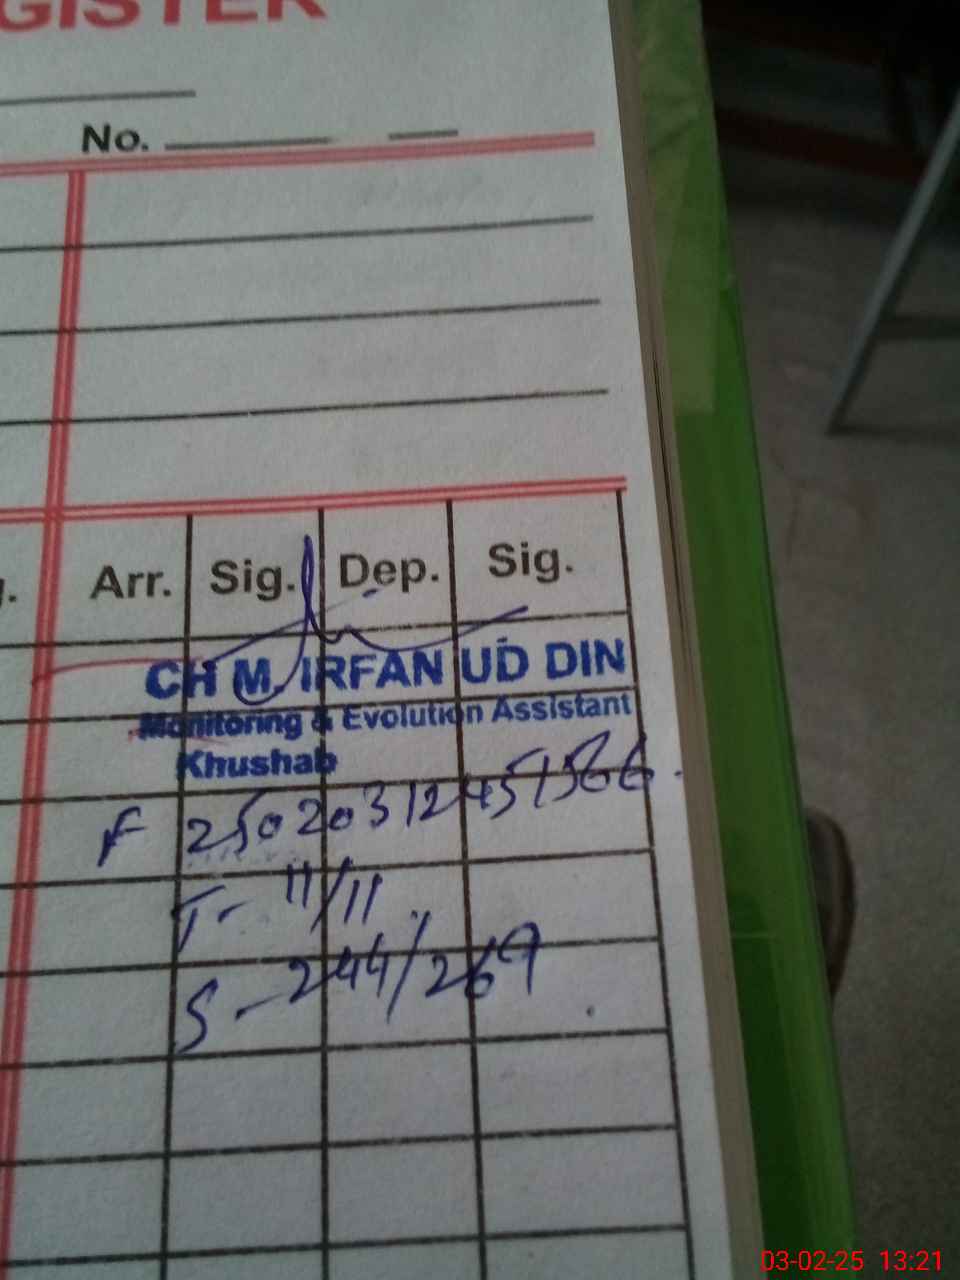 GISTER
No.
g. Arr. Sig. Dep. Sig.
CH M. IRFAN UD DIN
Monitoring & Evolution Assistant
Khushab
F 25020312451566.
T- 11/11
S - 244/269
03-02-25 13:21